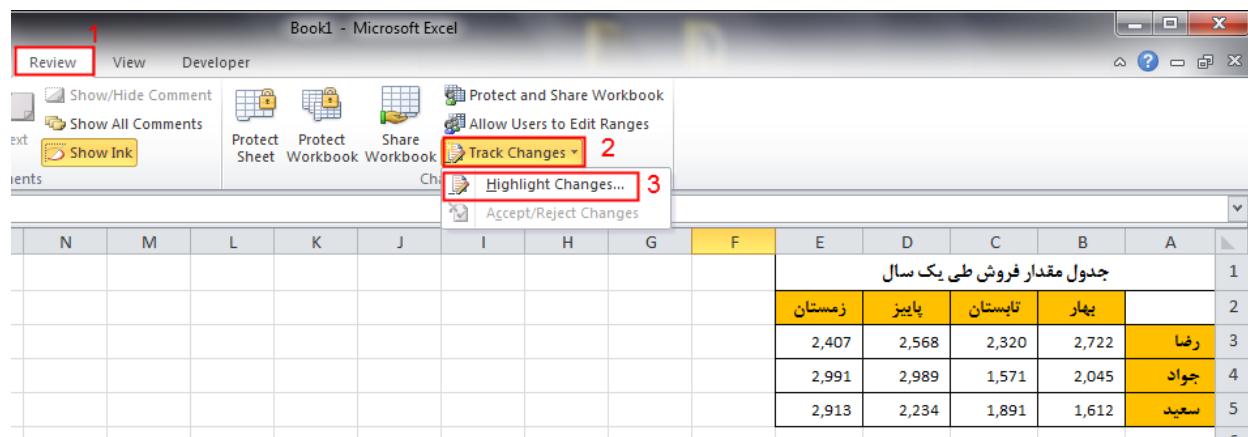 1
Book1 - Microsoft Excel
Review View Developer
Show/Hide Comment
Show All Comments
Show Ink
Protect Sheet
Protect Workbook
Share Workbook
Protect and Share Workbook
Allow Users to Edit Ranges
Track Changes 2
Highlight Changes... 3
Accept/Reject Changes
N M L K J I H G F E D C B A
جدول مقدار فروش طی یک سال 1
بهار تابستان پاییز زمستان 2
2,407 2,568 2,320 2,722 رضا 3
2,991 2,989 1,571 2,045 جواد 4
2,913 2,234 1,891 1,612 سعید 5